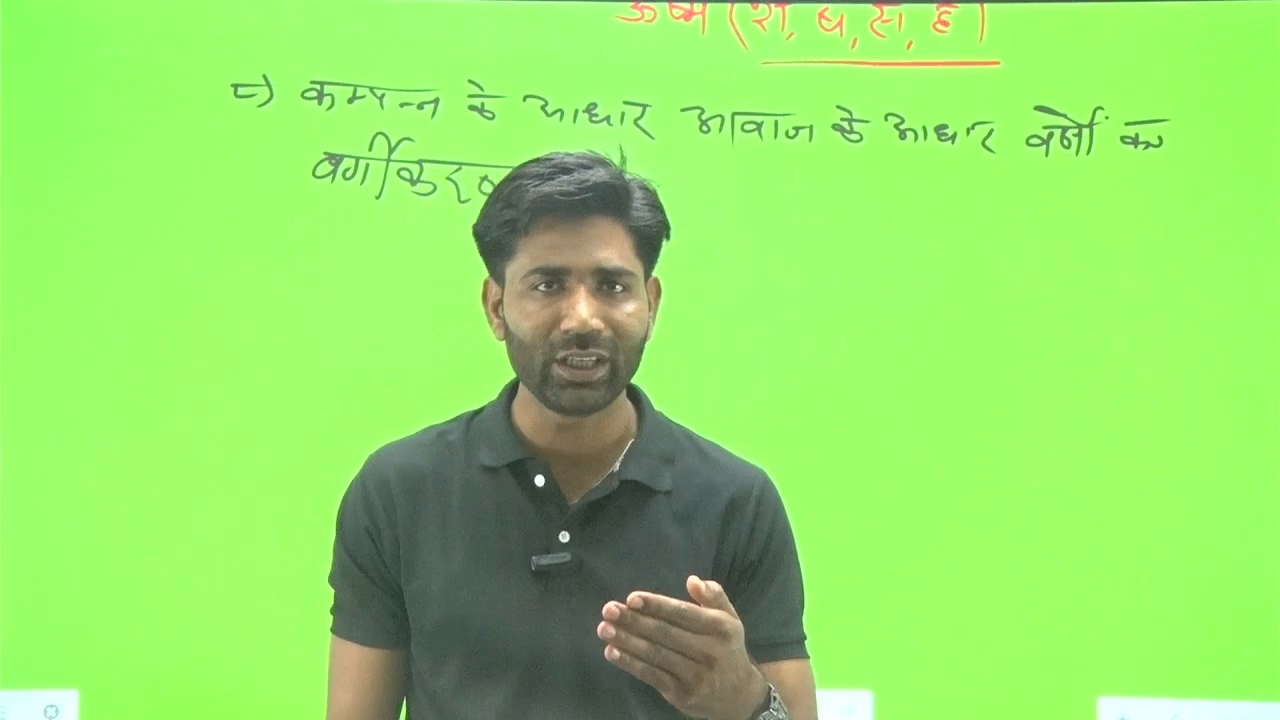 ऊष्म (श, ष, स, ह)
८) कम्पन्न के आधार आवाज के आधार वर्णों का
वर्गीकरण